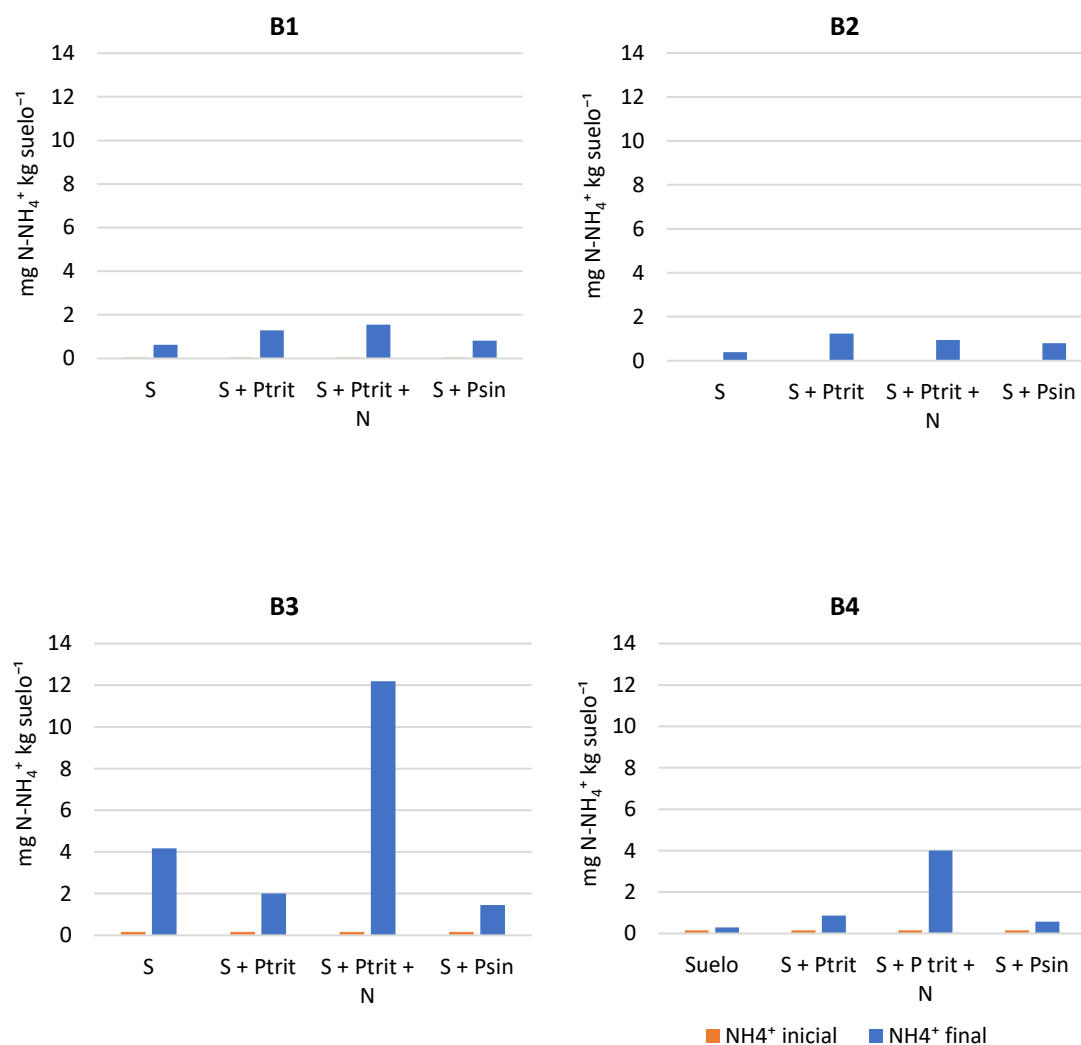 B1
mg N-NH₄⁺ kg suelo⁻¹
14
12
10
8
6
4
2
0
S
S + Ptrit
S + Ptrit +
N
S + Psin
B2
mg N-NH₄⁺ kg suelo⁻¹
14
12
10
8
6
4
2
0
S
S + Ptrit
S + Ptrit +
N
S + Psin
B3
mg N-NH₄⁺ kg suelo⁻¹
14
12
10
8
6
4
2
0
S
S + Ptrit
S + Ptrit +
N
S + Psin
B4
mg N-NH₄⁺ kg suelo⁻¹
14
12
10
8
6
4
2
0
Suelo
S + Ptrit
S + P trit +
N
S + Psin
NH4⁺ inicial
NH4⁺ final